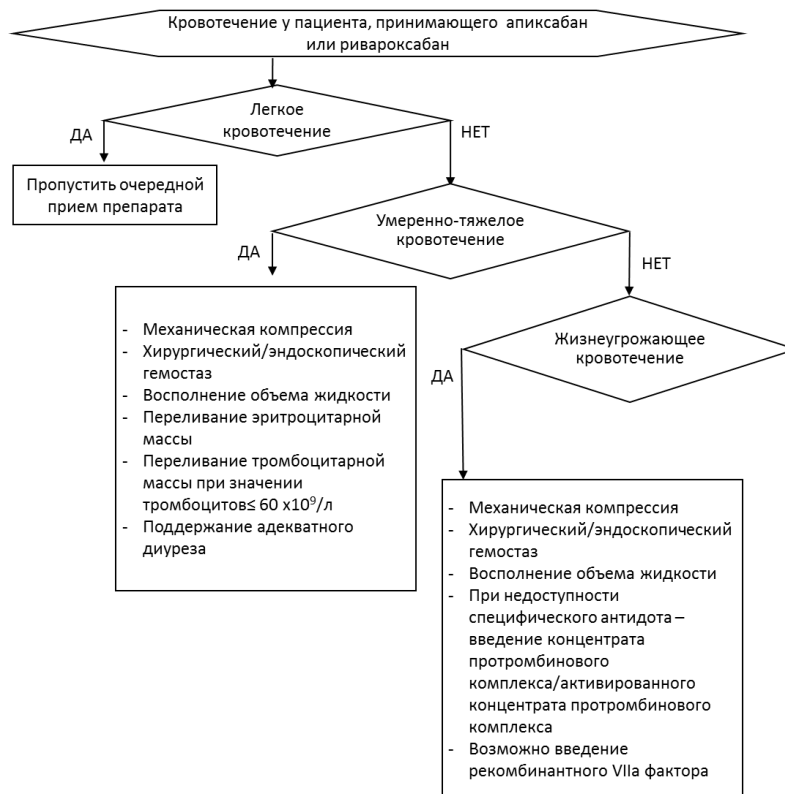 Кровотечение у пациента, принимающего апиксабан
или ривароксабан
Легкое
кровотечение
ДА
НЕТ
Пропустить очередной
прием препарата
Умеренно-тяжелое
кровотечение
ДА
НЕТ
- Механическая компрессия
- Хирургический/эндоскопический
гемостаз
- Восполнение объема жидкости
- Переливание эритроцитарной
массы
- Переливание тромбоцитарной
массы при значении
тромбоцитов≤ 60 x10⁹/л
- Поддержание адекватного
диуреза
Жизнеугрожающее
кровотечение
ДА
- Механическая компрессия
- Хирургический/эндоскопический
гемостаз
- Восполнение объема жидкости
- При недоступности
специфического антидота –
введение концентрата
протромбинового
комплекса/активированного
концентрата протромбинового
комплекса
- Возможно введение
рекомбинантного VIIa фактора